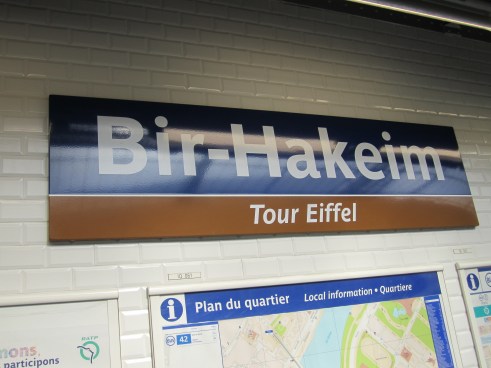 Bir-Hakeim
Tour Eiffel
i Plan du quartier Local information • Quartiere
42
RATP
nons,
participons
i